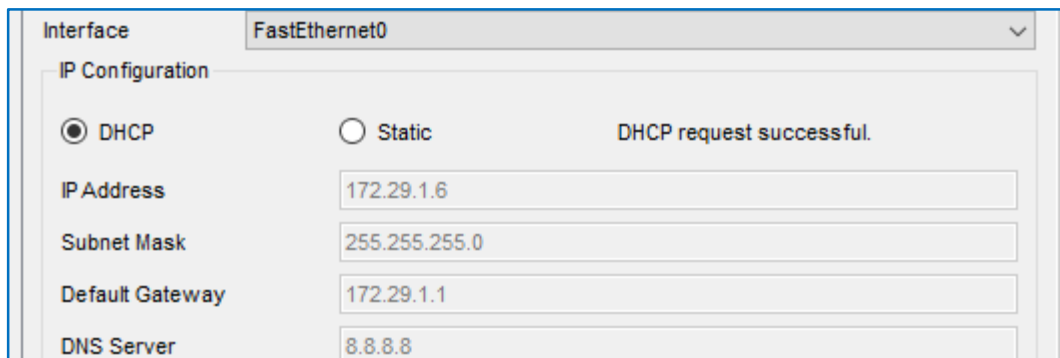 Interface FastEthernet0
IP Configuration
DHCP Static DHCP request successful.
IP Address 172.29.1.6
Subnet Mask 255.255.255.0
Default Gateway 172.29.1.1
DNS Server 8.8.8.8